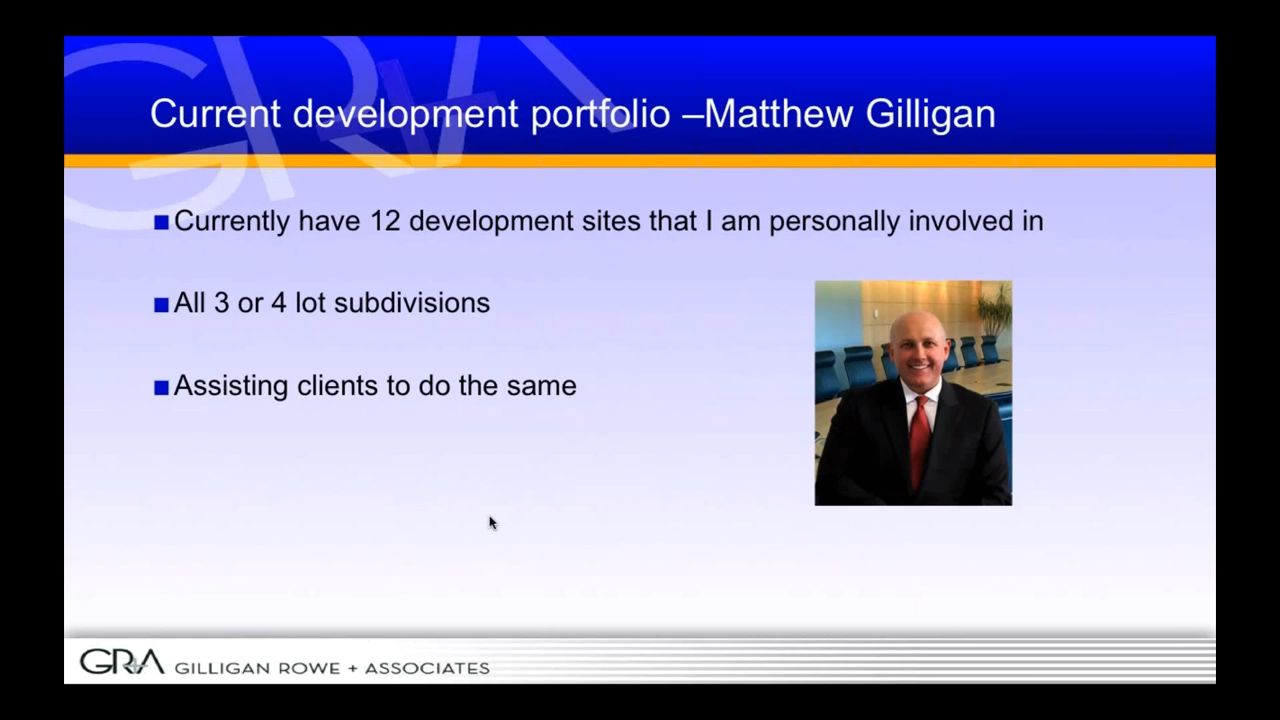 Current development portfolio –Matthew Gilligan
Currently have 12 development sites that I am personally involved in
All 3 or 4 lot subdivisions
Assisting clients to do the same
GRA GILLIGAN ROWE + ASSOCIATES